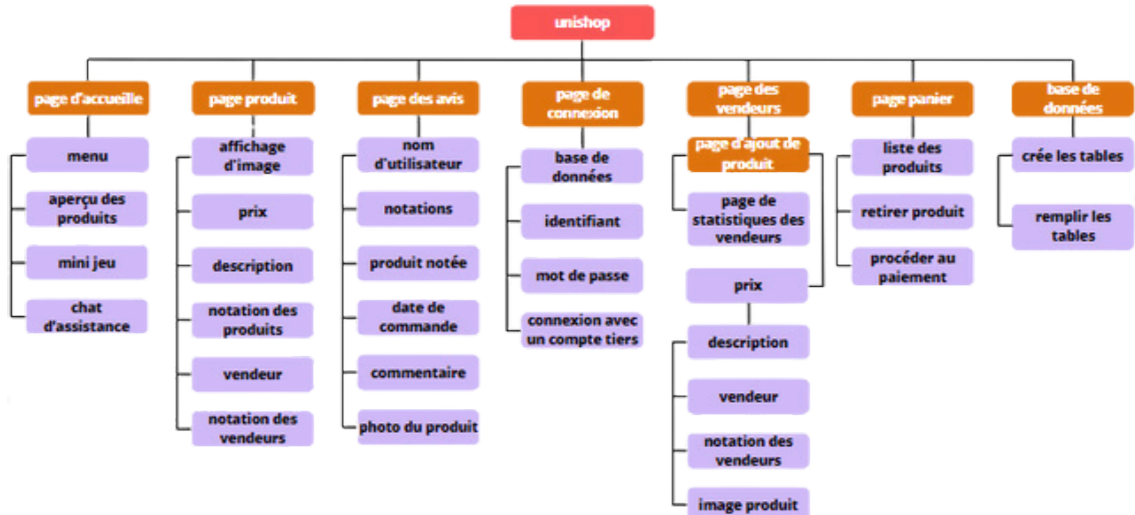 unishop
page d'accueille
menu
aperçu des
produits
mini jeu
chat
d'assistance
page produit
affichage
d'image
prix
description
notation des
produits
vendeur
notation des
vendeurs
page des avis
nom
d'utilisateur
notations
produit notée
date de
commande
commentaire
photo du produit
page de
connexion
base de
données
identifiant
mot de passe
connexion avec
un compte tiers
page des
vendeurs
page d'ajout de
produit
page de
statistiques des
vendeurs
prix
description
vendeur
notation des
vendeurs
image produit
page panier
liste des
produits
retirer produit
procéder au
paiement
base de
données
crée les tables
remplir les
tables